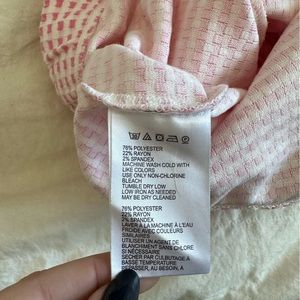 76% POLYESTER
22% RAYON
2% SPANDEX
MACHINE WASH COLD WITH
LIKE COLORS
USE ONLY NON-CHLORINE
BLEACH
TUMBLE DRY LOW
LOW IRON AS NEEDED
MAY BE DRY CLEANED
76% POLYESTER
22% RAYON
2% SPANDEX
LAVER À LA MACHINE À L'EAU
FROIDE AVEC COULEURS
SIMILAIRES
UTILISER UN AGENT DE
BLANCHIMENT SANS CHLORE
SI NÉCESSAIRE
SÉCHER PAR CULBUTAGE À
BASSE TEMPÉRATURE
REPASSER, AU BESOIN, À